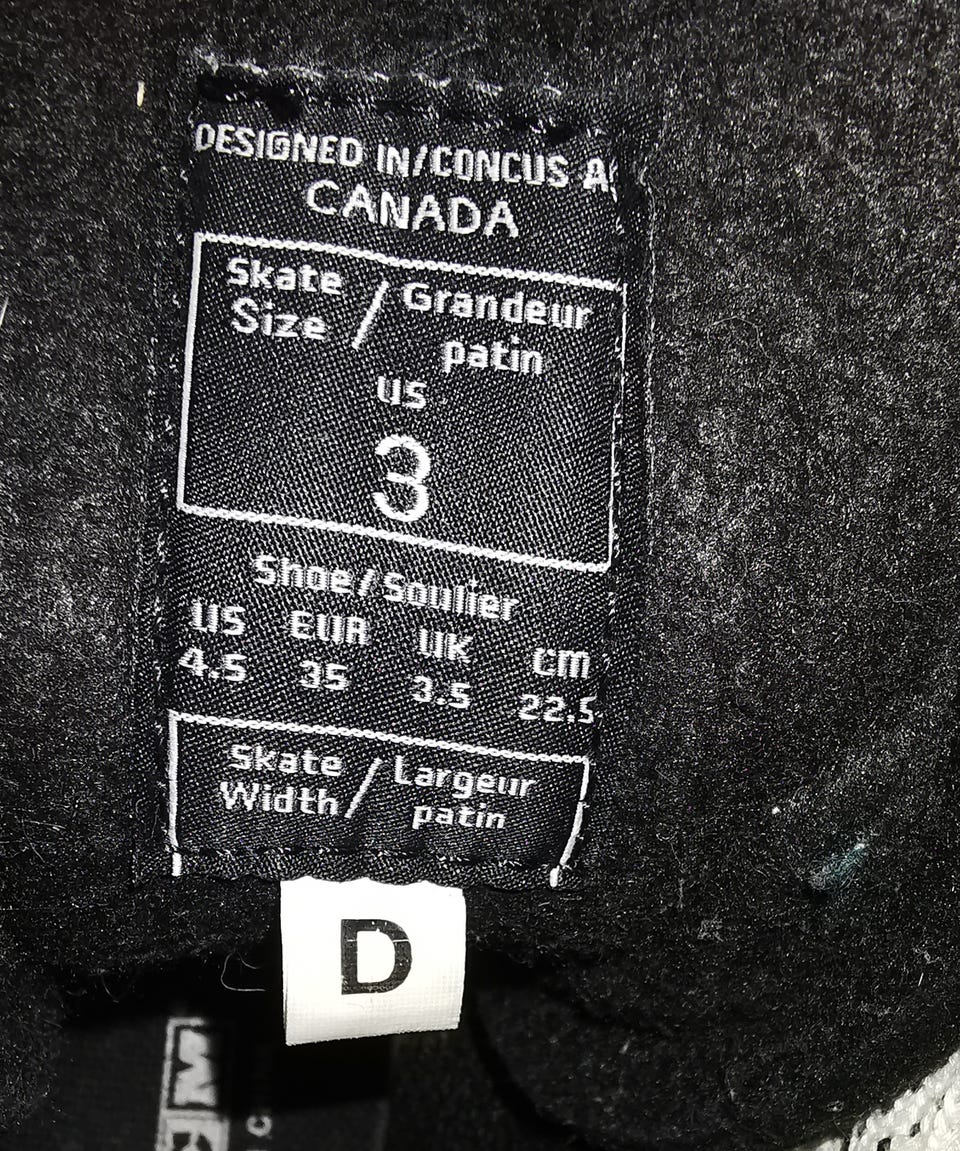 DESIGNED IN/CONCUS A
CANADA
Skate Size / Grandeur patin
US
3
Shoe/Soulier
US EUR UK cm
4.5 35 3.5 22.5
Skate Width / Largeur patin
D